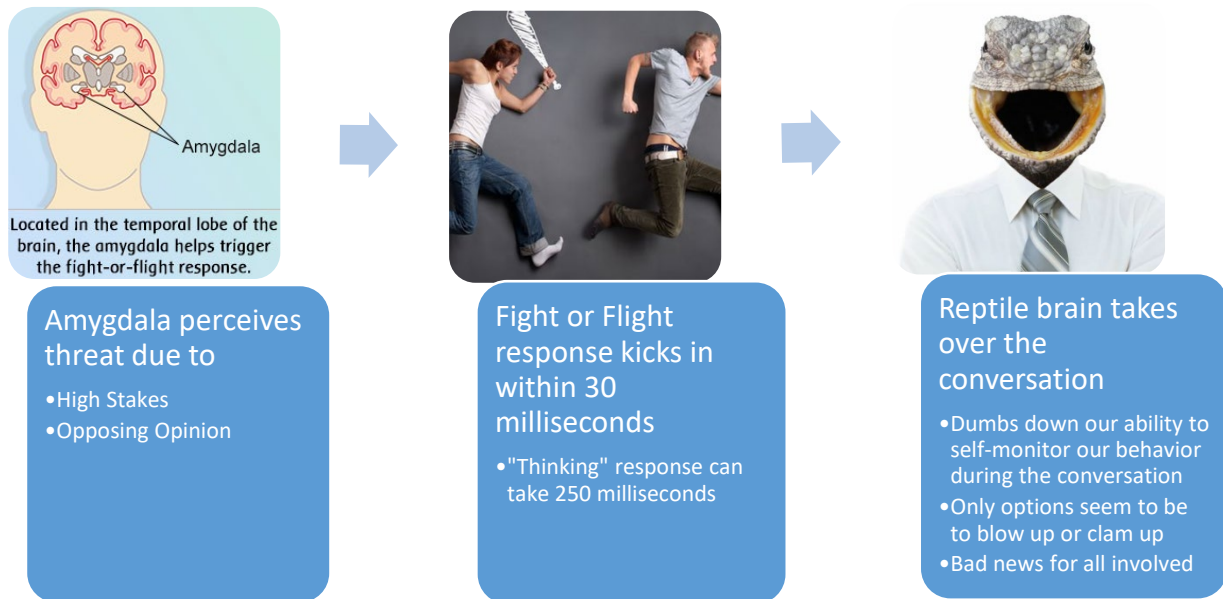 Amygdala
Located in the temporal lobe of the
brain, the amygdala helps trigger
the fight-or-flight response.
Amygdala perceives
threat due to
•High Stakes
•Opposing Opinion
Fight or Flight
response kicks in
within 30
milliseconds
•"Thinking" response can
take 250 milliseconds
Reptile brain takes
over the
conversation
•Dumbs down our ability to
self-monitor our behavior
during the conversation
•Only options seem to be
to blow up or clam up
•Bad news for all involved